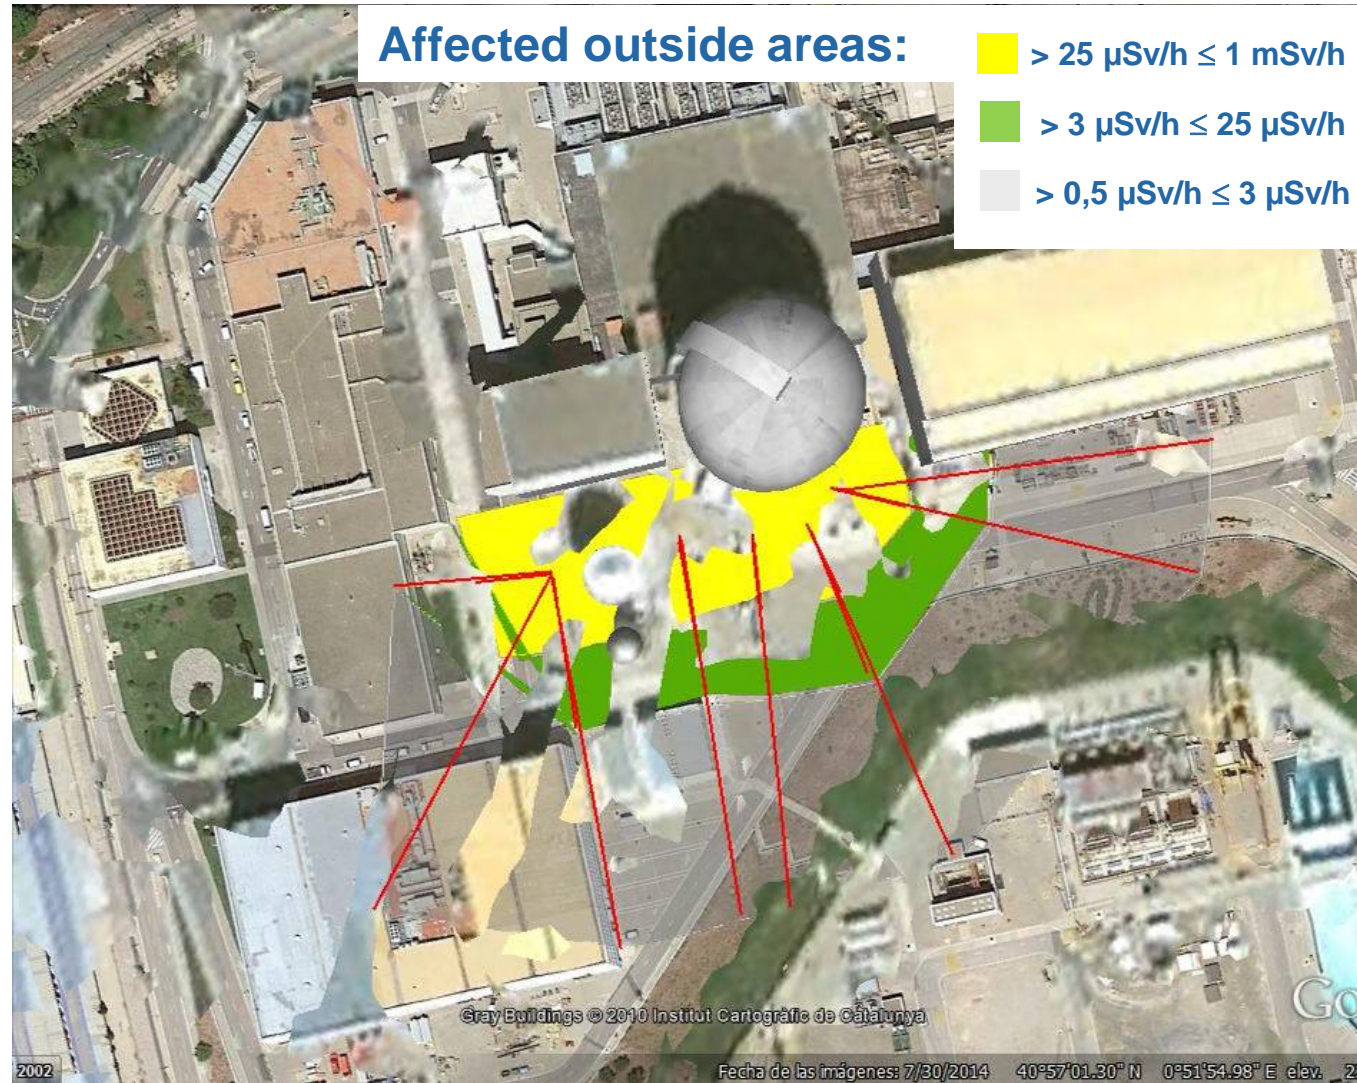 Affected outside areas:
> 25 µSv/h ≤ 1 mSv/h
> 3 µSv/h ≤ 25 µSv/h
> 0,5 µSv/h ≤ 3 µSv/h
Gray Buildings © 2010 Institut Cartogràfic de Catalunya
Go
2002
Fecha de las imágenes: 7/30/2014 40°57'01.30" N 0°51'54.98" E elev. 2